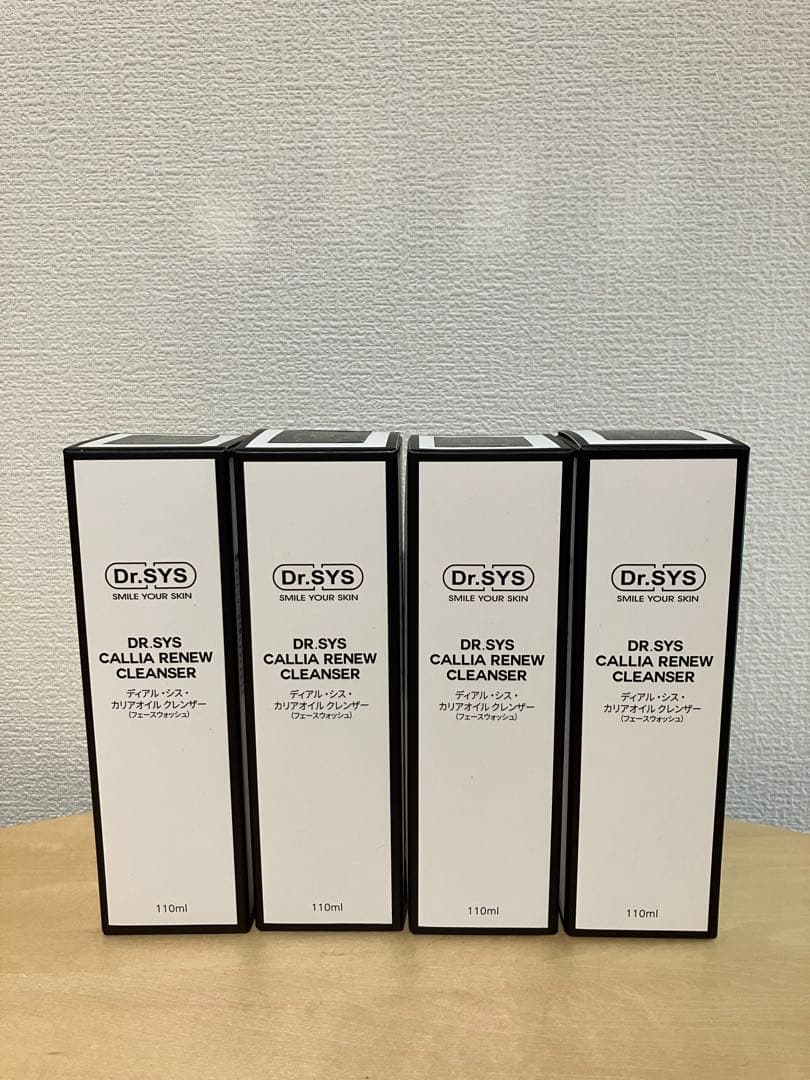 Dr.SYS
SMILE YOUR SKIN
DR.SYS
CALLIA RENEW
CLEANSER
ディアル・シス・
カリアオイル クレンザー
(フェースウォッシュ)
110ml
Dr.SYS
SMILE YOUR SKIN
DR.SYS
CALLIA RENEW
CLEANSER
ディアル・シス・
カリアオイル クレンザー
(フェースウォッシュ)
110ml
Dr.SYS
SMILE YOUR SKIN
DR.SYS
CALLIA RENEW
CLEANSER
ディアル・シス・
カリアオイル クレンザー
(フェースウォッシュ)
110ml
Dr.SYS
SMILE YOUR SKIN
DR.SYS
CALLIA RENEW
CLEANSER
ディアル・シス・
カリアオイル クレンザー
(フェースウォッシュ)
110ml